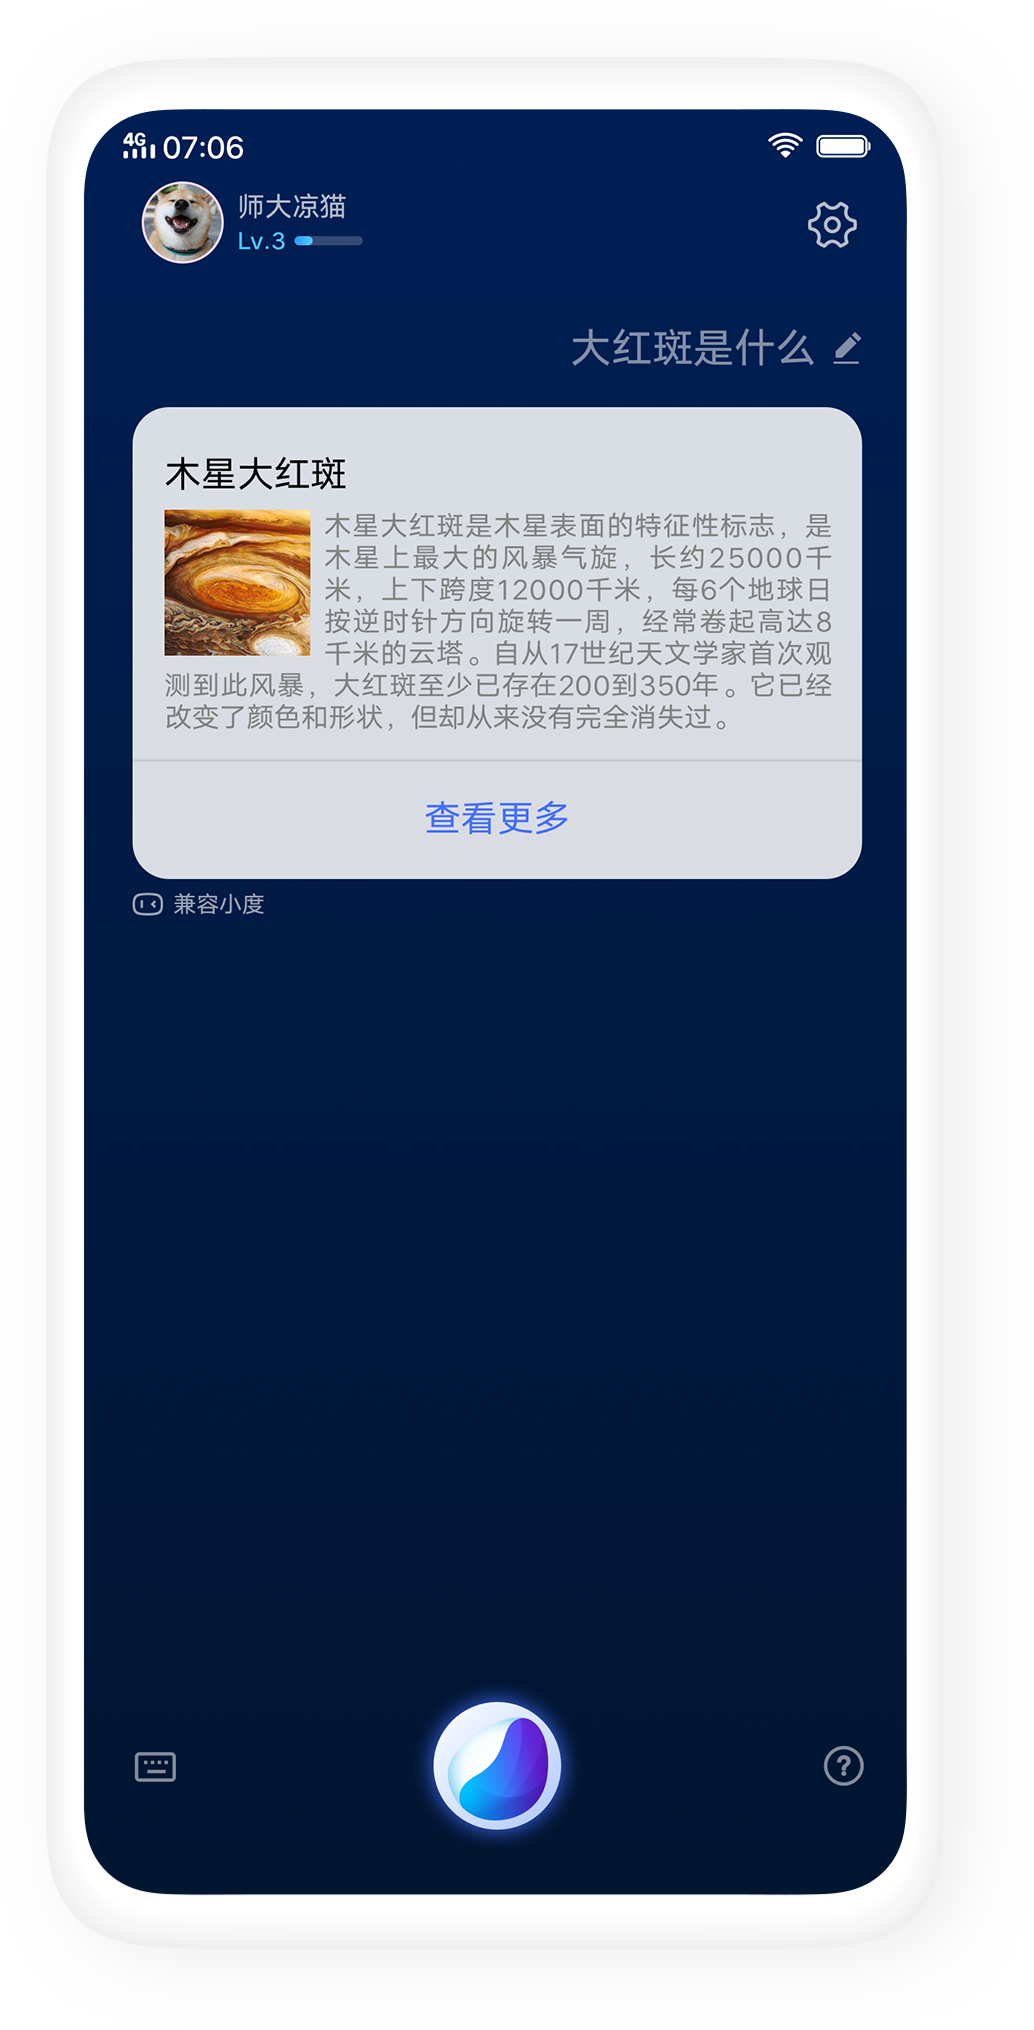 4G 07:06
师大凉猫
Lv.3
大红斑是什么
木星大红斑
木星大红斑是木星表面的特征性标志，是
木星上最大的风暴气旋，长约25000千
米，上下跨度12000千米，每6个地球日
按逆时针方向旋转一周，经常卷起高达8
千米的云塔。自从17世纪天文学家首次观
测到此风暴，大红斑至少已存在200到350年。它已经
改变了颜色和形状，但却从来没有完全消失过。
查看更多
兼容小度